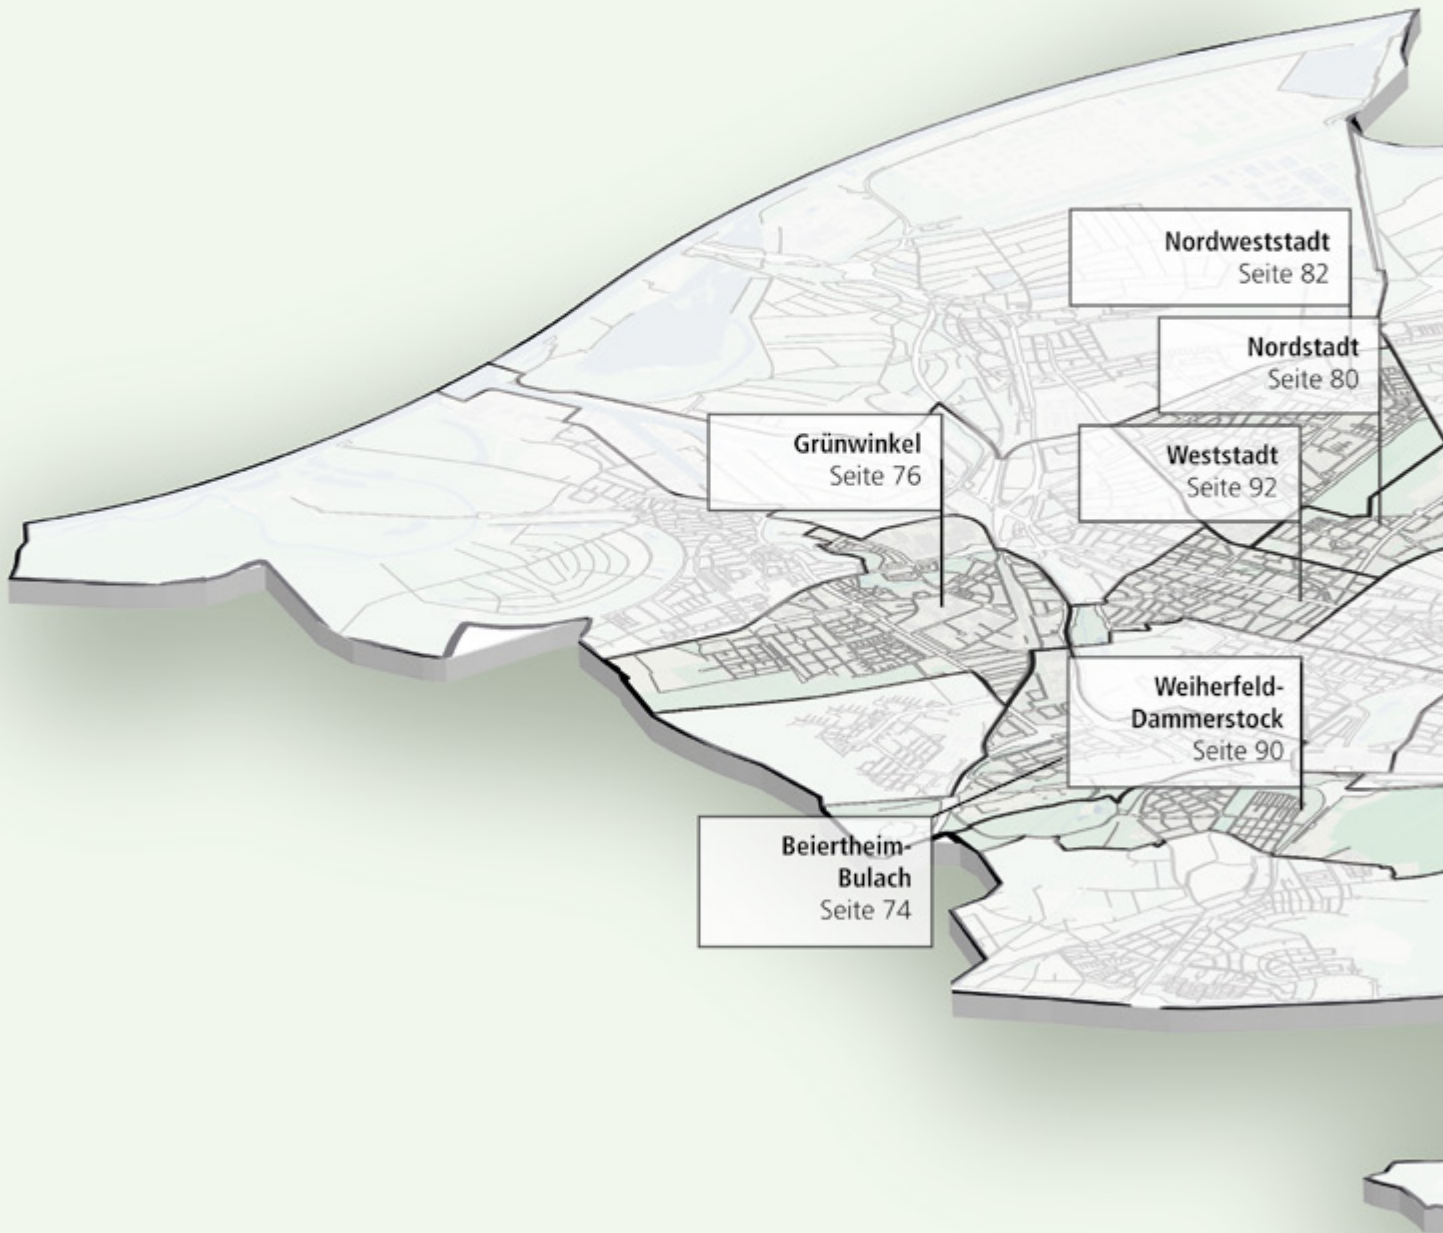 Nordweststadt
Seite 82
Nordstadt
Seite 80
Grünwinkel
Seite 76
Weststadt
Seite 92
Weiherfeld-
Dammerstock
Seite 90
Beiertheim-
Bulach
Seite 74